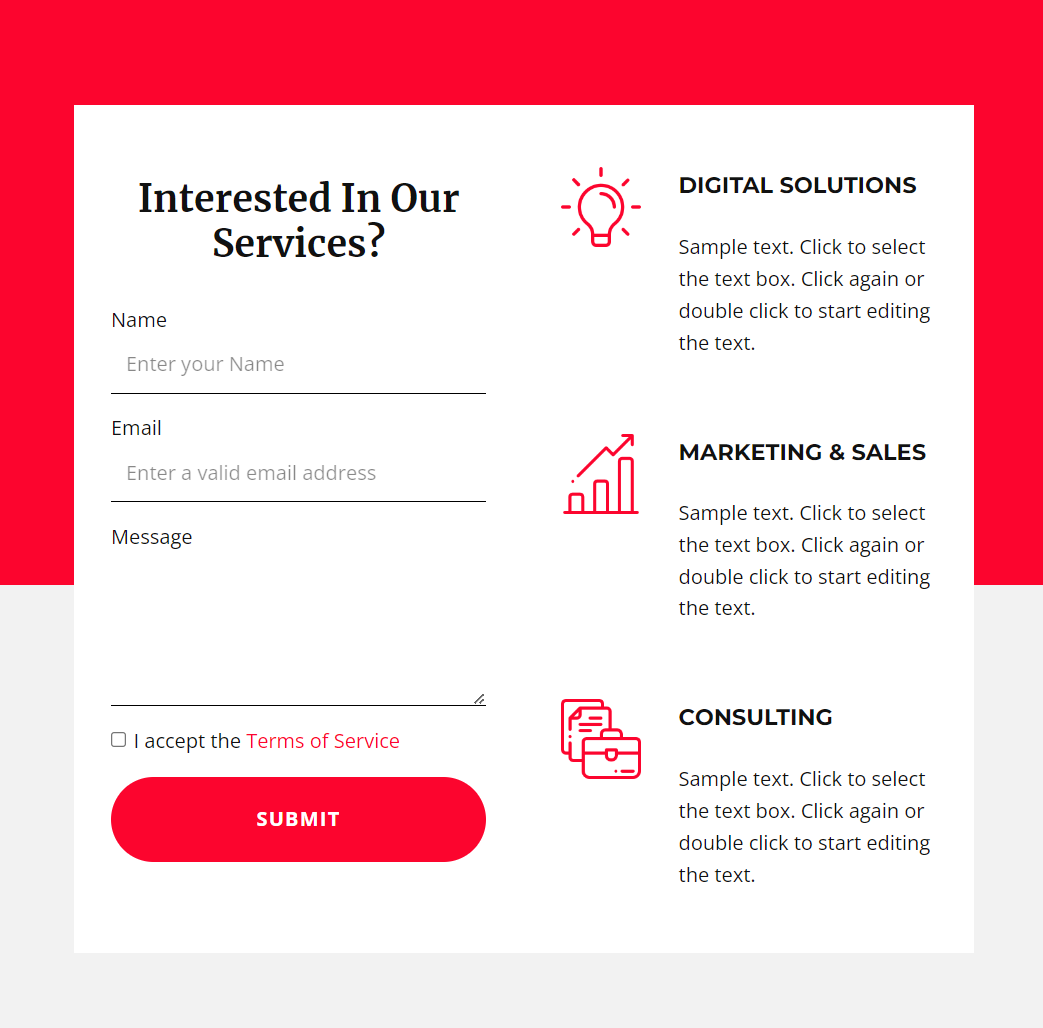 Interested In Our
Services?
Name
Enter your Name
Email
Enter a valid email address
Message
I accept the Terms of Service
SUBMIT
DIGITAL SOLUTIONS
Sample text. Click to select
the text box. Click again or
double click to start editing
the text.
MARKETING & SALES
Sample text. Click to select
the text box. Click again or
double click to start editing
the text.
CONSULTING
Sample text. Click to select
the text box. Click again or
double click to start editing
the text.